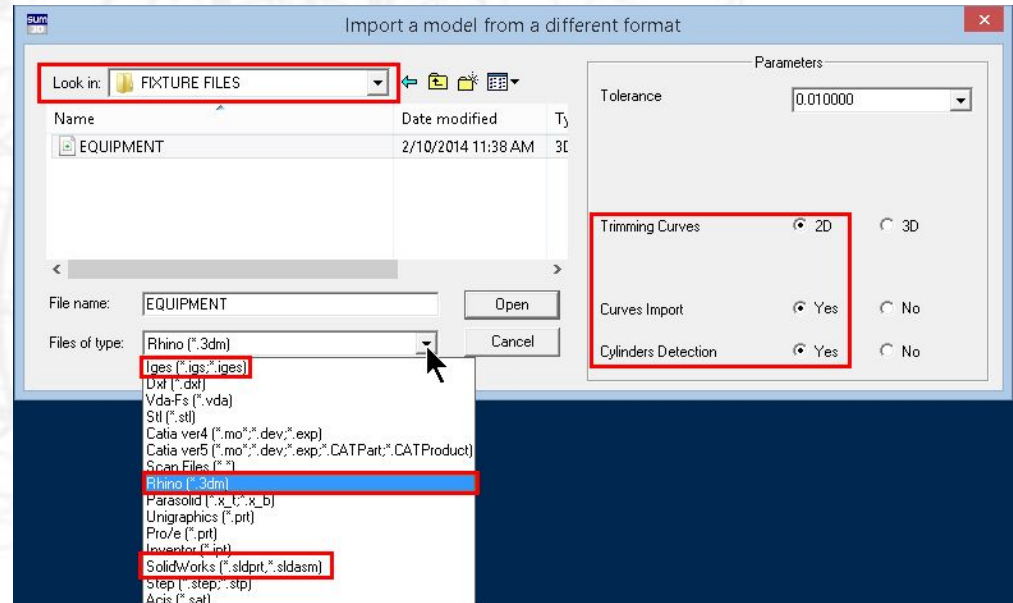 SUM
3D
Import a model from a different format
Look in: FIXTURE FILES
Name Date modified Ty
EQUIPMENT 2/10/2014 11:38 AM 3D
File name: EQUIPMENT Open
Files of type: Rhino (*.3dm) Cancel
Iges (*.igs;*.iges)
Dxf (*.dxf)
Vda-Fs (*.vda)
Stl (*.stl)
Catia ver4 (*.mo*;*.dev;*.exp)
Catia ver5 (*.mo*;*.dev;*.exp;*.CATPart;*.CATProduct)
Scan Files (*.*)
Rhino (*.3dm)
Parasolid (*.x_t;*.x_b)
Unigraphics (*.prt)
Pro/e (*.prt)
Inventor (*.ipt)
SolidWorks (*.sldprt,*.sldasm)
Step (*.step;*.stp)
Acis (*.sat)
Parameters
Tolerance 0.010000
Trimming Curves 2D 3D
Curves Import Yes No
Cylinders Detection Yes No